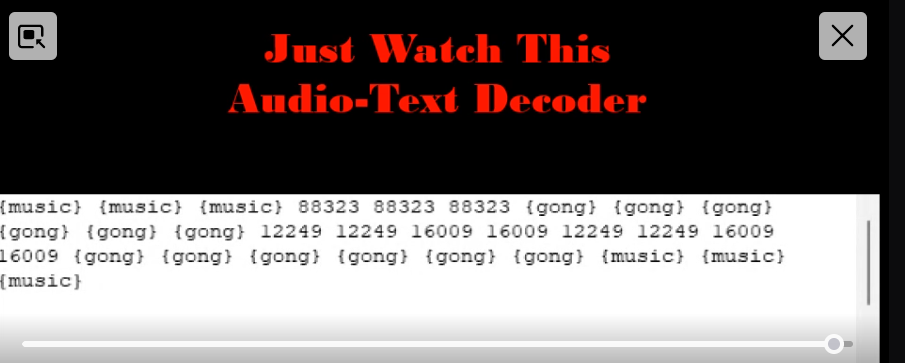 Just Watch This
Audio-Text Decoder
{music} {music} {music} 88323 88323 88323 {gong} {gong} {gong}
{gong} {gong} {gong} 12249 12249 16009 16009 12249 12249 16009
16009 {gong} {gong} {gong} {gong} {gong} {gong} {music} {music}
{music}